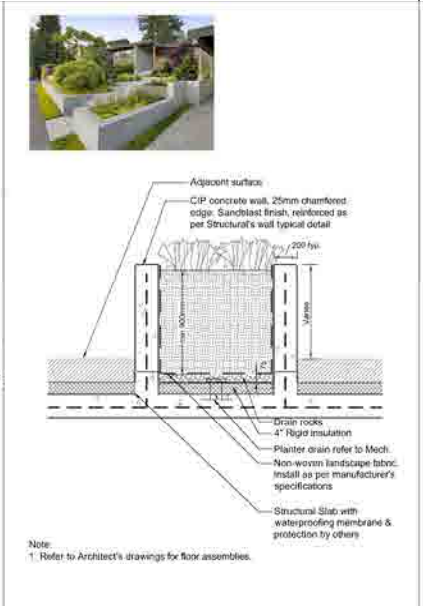 Adjacent surface
CIP concrete wall, 25mm chamfered
edge. Sandblast finish, reinforced as
per Structural's wall typical detail
200 typ.
Varies
75
Drain rocks
4" Rigid insulation
Planter drain refer to Mech.
Non-woven landscape fabric.
Install as per manufacturer's
specifications
Structural Slab with
waterproofing membrane &
protection by others
Note:
1. Refer to Architect's drawings for floor assemblies.